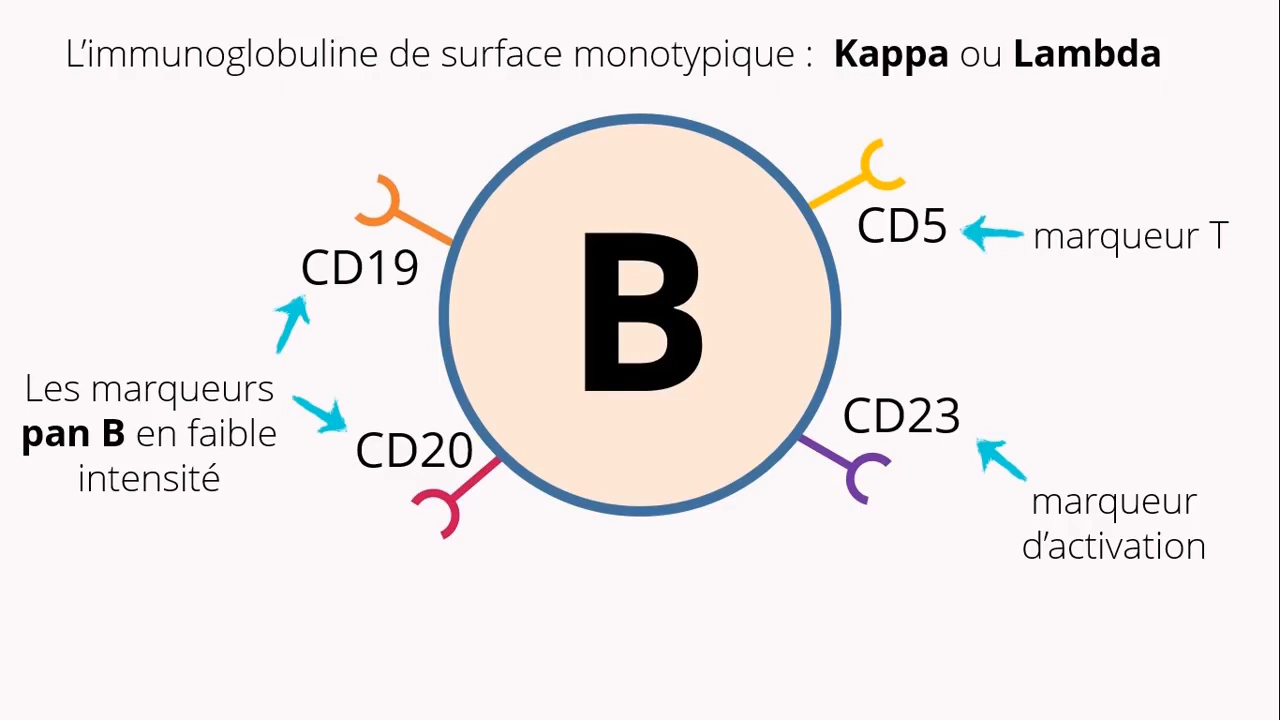 L’immunoglobuline de surface monotypique : Kappa ou Lambda
CD19
CD5
marqueur T
B
Les marqueurs
pan B en faible
intensité
CD20
CD23
marqueur
d’activation